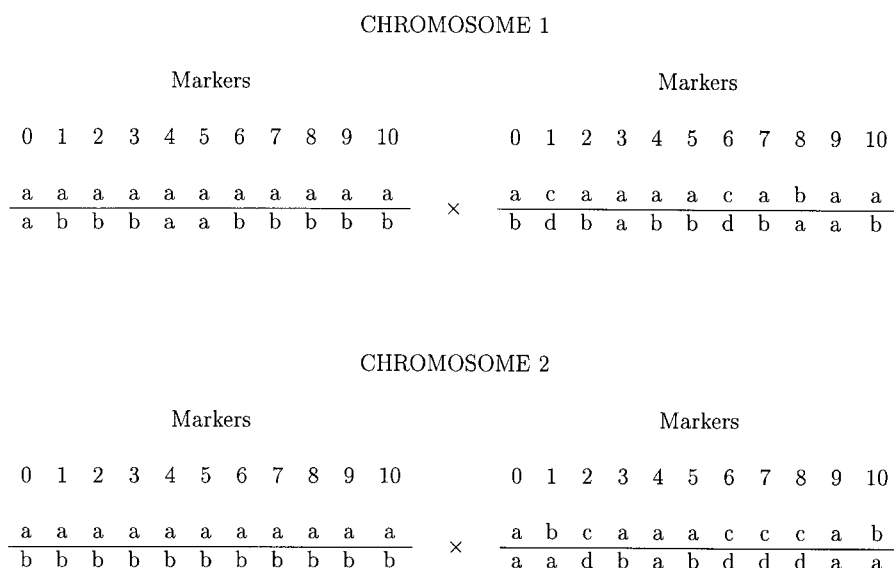 CHROMOSOME 1
Markers Markers
0 1 2 3 4 5 6 7 8 9 10 0 1 2 3 4 5 6 7 8 9 10
a a a a a a a a a a a × a c a a a a c a b a a
a b b b a a b b b b b b d b a b b d b a a b
CHROMOSOME 2
Markers Markers
0 1 2 3 4 5 6 7 8 9 10 0 1 2 3 4 5 6 7 8 9 10
a a a a a a a a a a a × a b c a a a c c c a b
b b b b b b b b b b b a a d b a b d d d a a